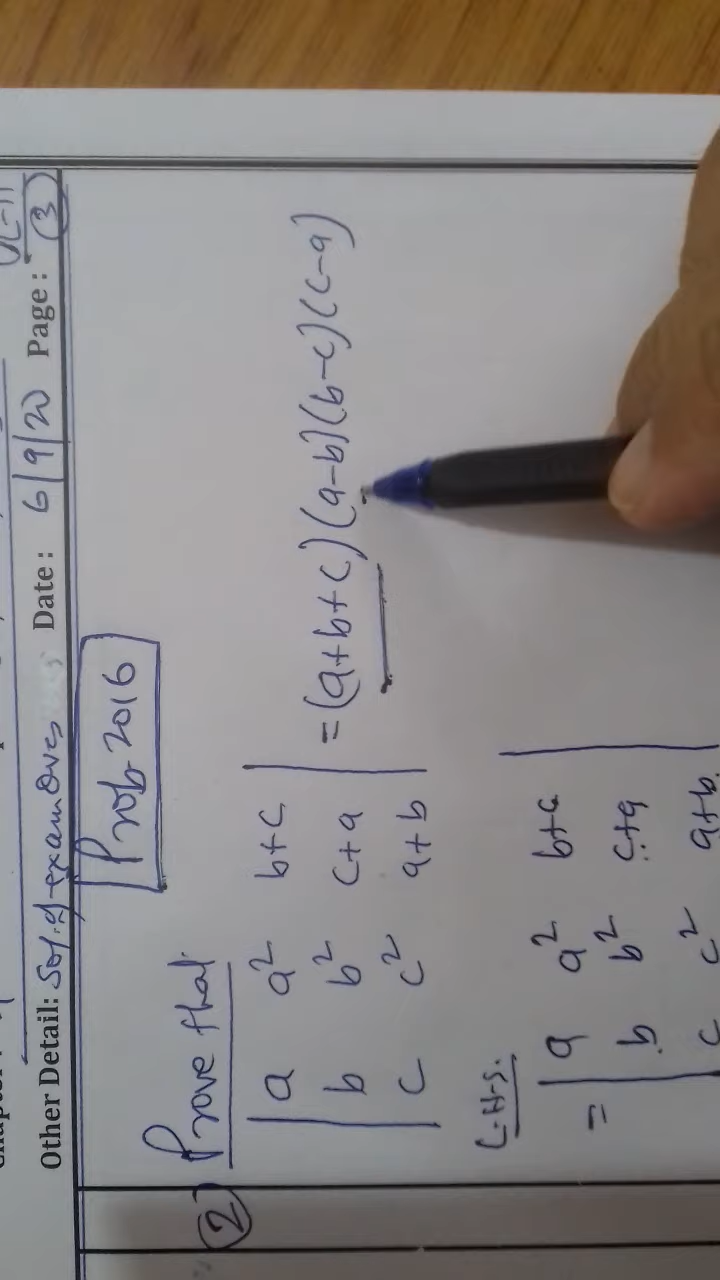 Other Detail: Sol. of examples Date : 6/9/20 Page : 3
Prob 2016
2 Prove that
| a a² b+c |
| b b² c+a | = (a+b+c)(a-b)(b-c)(c-a)
| c c² a+b |
L.H.S.
= | a a² b+c |
| b b² c+a |
| c c² a+b